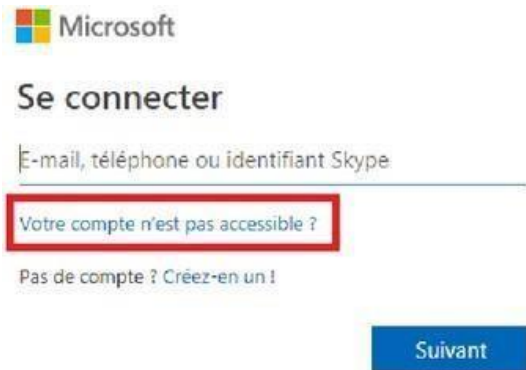 Microsoft
Se connecter
E-mail, téléphone ou identifiant Skype
Votre compte n'est pas accessible ?
Pas de compte ? Créez-en un !
Suivant